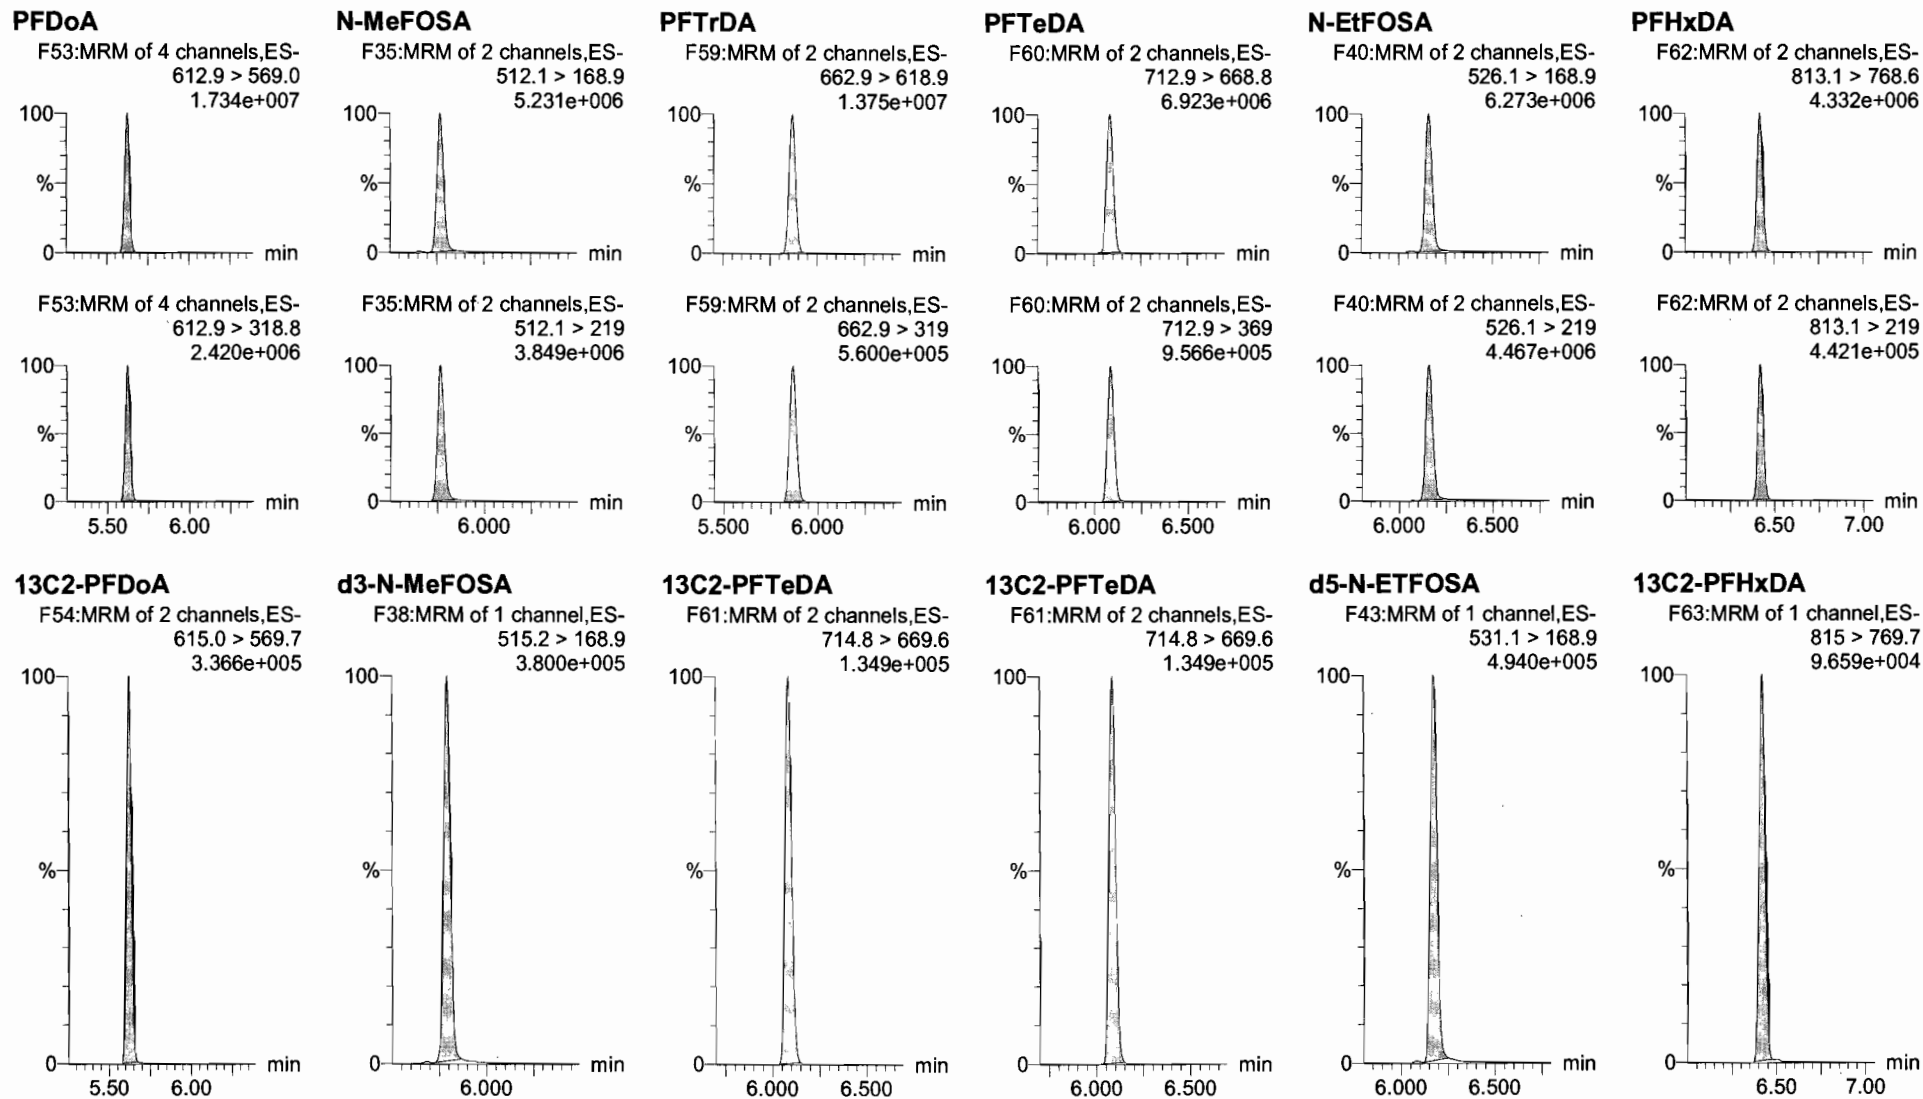 PFDoA
F53:MRM of 4 channels,ES-
612.9 > 569.0
1.734e+007
100
%
0
min
N-MeFOSA
F35:MRM of 2 channels,ES-
512.1 > 168.9
5.231e+006
100
%
0
min
PFTrDA
F59:MRM of 2 channels,ES-
662.9 > 618.9
1.375e+007
100
%
0
min
PFTeDA
F60:MRM of 2 channels,ES-
712.9 > 668.8
6.923e+006
100
%
0
min
N-EtFOSA
F40:MRM of 2 channels,ES-
526.1 > 168.9
6.273e+006
100
%
0
min
PFHxDA
F62:MRM of 2 channels,ES-
813.1 > 768.6
4.332e+006
100
%
0
min
F53:MRM of 4 channels,ES-
612.9 > 318.8
2.420e+006
100
%
0
min
5.50 6.00
F35:MRM of 2 channels,ES-
512.1 > 219
3.849e+006
100
%
0
min
6.000
F59:MRM of 2 channels,ES-
662.9 > 319
5.600e+005
100
%
0
min
5.500 6.000
F60:MRM of 2 channels,ES-
712.9 > 369
9.566e+005
100
%
0
min
6.000 6.500
F40:MRM of 2 channels,ES-
526.1 > 219
4.467e+006
100
%
0
min
6.000 6.500
F62:MRM of 2 channels,ES-
813.1 > 219
4.421e+005
100
%
0
min
6.50 7.00
13C2-PFDoA
F54:MRM of 2 channels,ES-
615.0 > 569.7
3.366e+005
100
%
0
min
5.50 6.00
d3-N-MeFOSA
F38:MRM of 1 channel,ES-
515.2 > 168.9
3.800e+005
100
%
0
min
6.000
13C2-PFTeDA
F61:MRM of 2 channels,ES-
714.8 > 669.6
1.349e+005
100
%
0
min
6.000 6.500
13C2-PFTeDA
F61:MRM of 2 channels,ES-
714.8 > 669.6
1.349e+005
100
%
0
min
6.000 6.500
d5-N-ETFOSA
F43:MRM of 1 channel,ES-
531.1 > 168.9
4.940e+005
100
%
0
min
6.000 6.500
13C2-PFHxDA
F63:MRM of 1 channel,ES-
815 > 769.7
9.659e+004
100
%
0
min
6.50 7.00